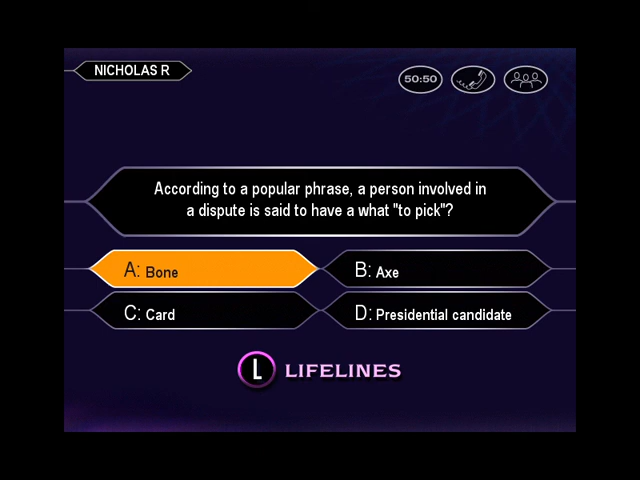 NICHOLAS R
50:50
According to a popular phrase, a person involved in
a dispute is said to have a what "to pick"?
A: Bone
B: Axe
C: Card
D: Presidential candidate
L LIFELINES